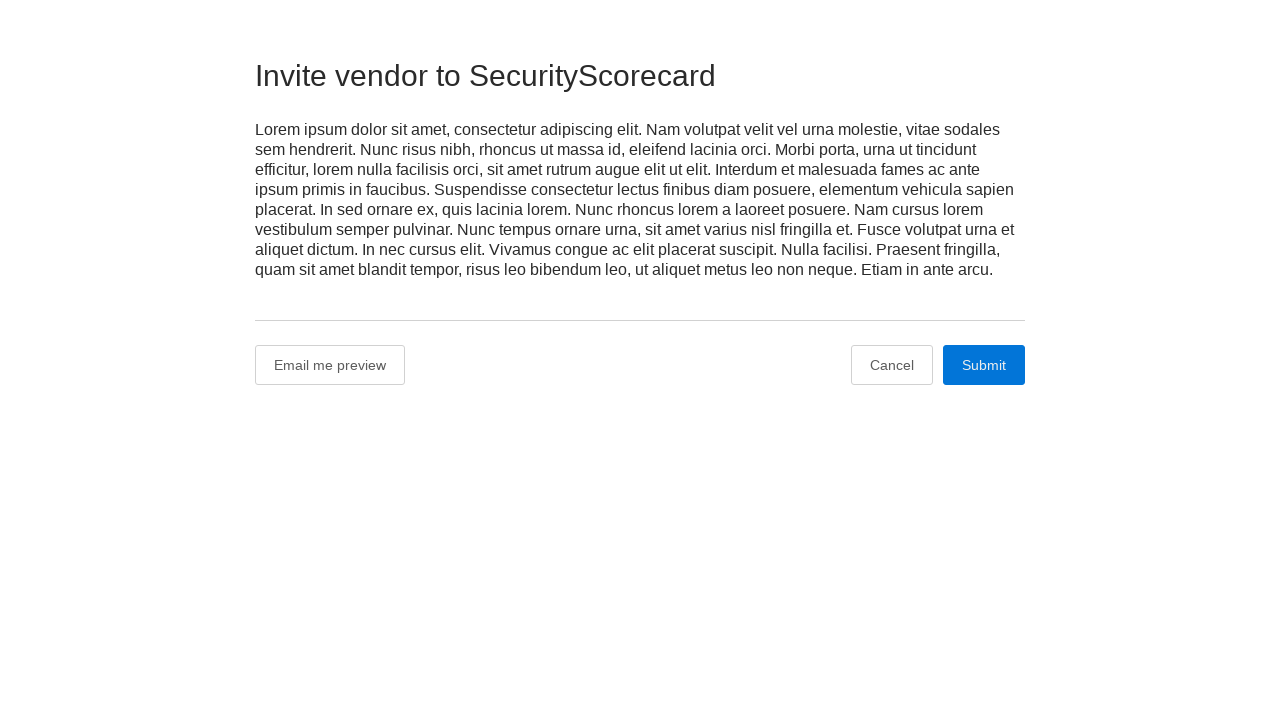 Invite vendor to SecurityScorecard
Lorem ipsum dolor sit amet, consectetur adipiscing elit. Nam volutpat velit vel urna molestie, vitae sodales
sem hendrerit. Nunc risus nibh, rhoncus ut massa id, eleifend lacinia orci. Morbi porta, urna ut tincidunt
efficitur, lorem nulla facilisis orci, sit amet rutrum augue elit ut elit. Interdum et malesuada fames ac ante
ipsum primis in faucibus. Suspendisse consectetur lectus finibus diam posuere, elementum vehicula sapien
placerat. In sed ornare ex, quis lacinia lorem. Nunc rhoncus lorem a laoreet posuere. Nam cursus lorem
vestibulum semper pulvinar. Nunc tempus ornare urna, sit amet varius nisl fringilla et. Fusce volutpat urna et
aliquet dictum. In nec cursus elit. Vivamus congue ac elit placerat suscipit. Nulla facilisi. Praesent fringilla,
quam sit amet blandit tempor, risus leo bibendum leo, ut aliquet metus leo non neque. Etiam in ante arcu.
Email me preview
Cancel
Submit